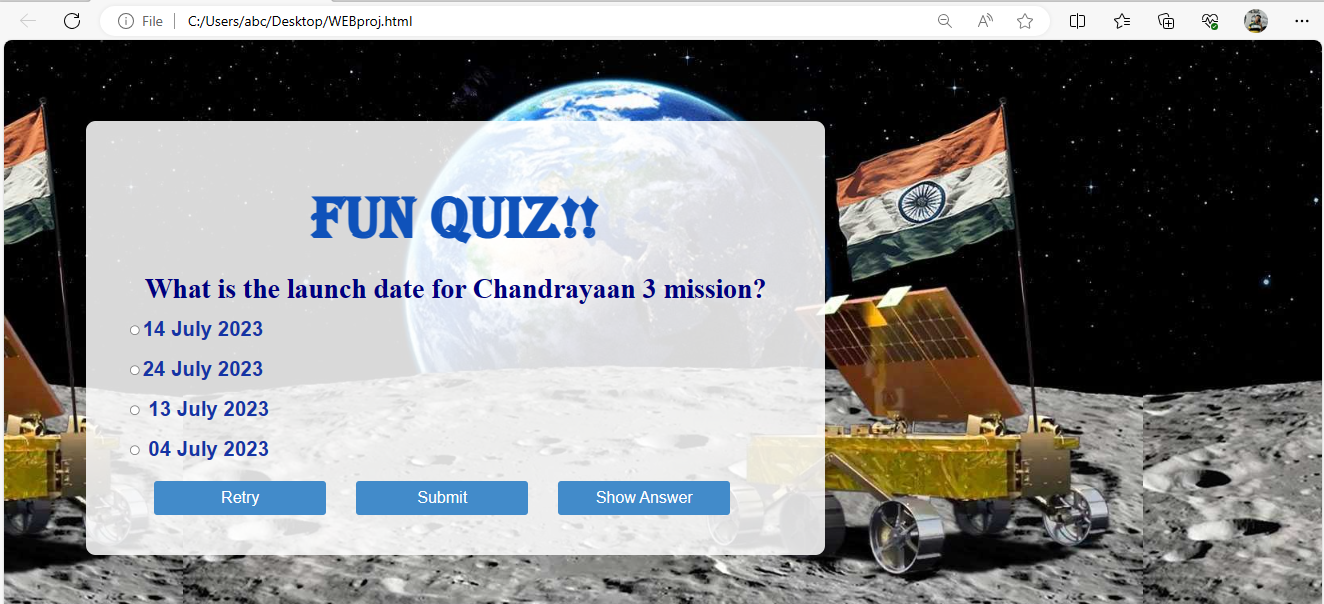 File C:/Users/abc/Desktop/WEBproj.html
FUN QUIZ!!
What is the launch date for Chandrayaan 3 mission?
14 July 2023
24 July 2023
13 July 2023
04 July 2023
Retry Submit Show Answer